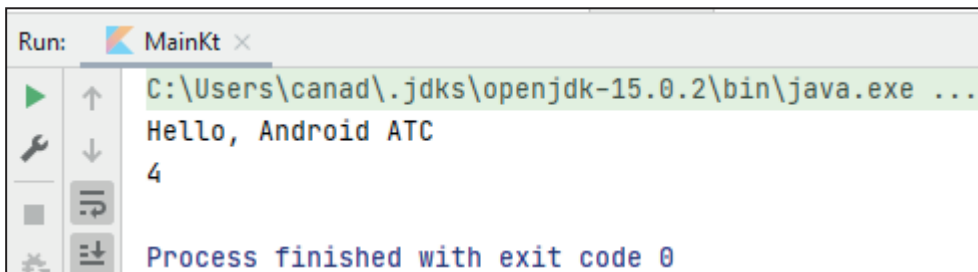 Run: MainKt
C:\Users\canad\.jdks\openjdk-15.0.2\bin\java.exe ...
Hello, Android ATC
4
Process finished with exit code 0